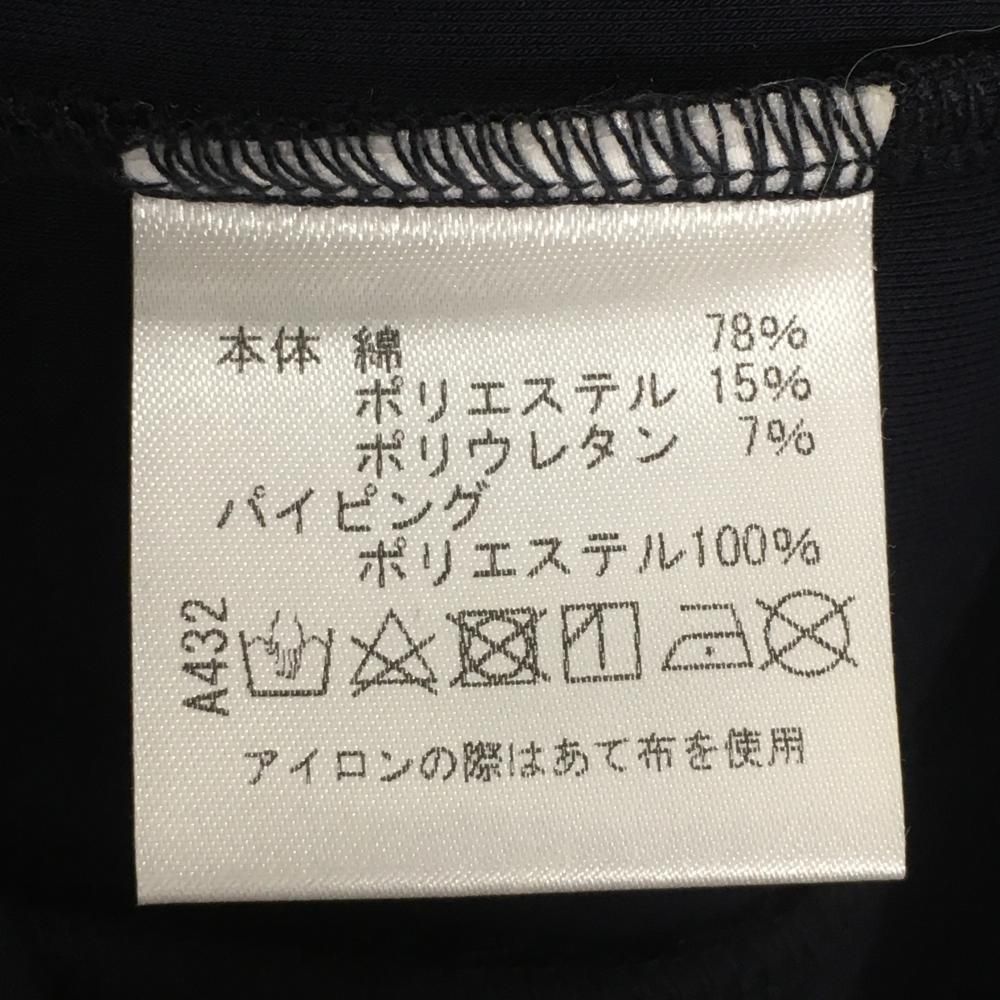 本体 綿 78%
ポリエステル 15%
ポリウレタン 7%
パイピング
ポリエステル100%
A432
アイロンの際はあて布を使用